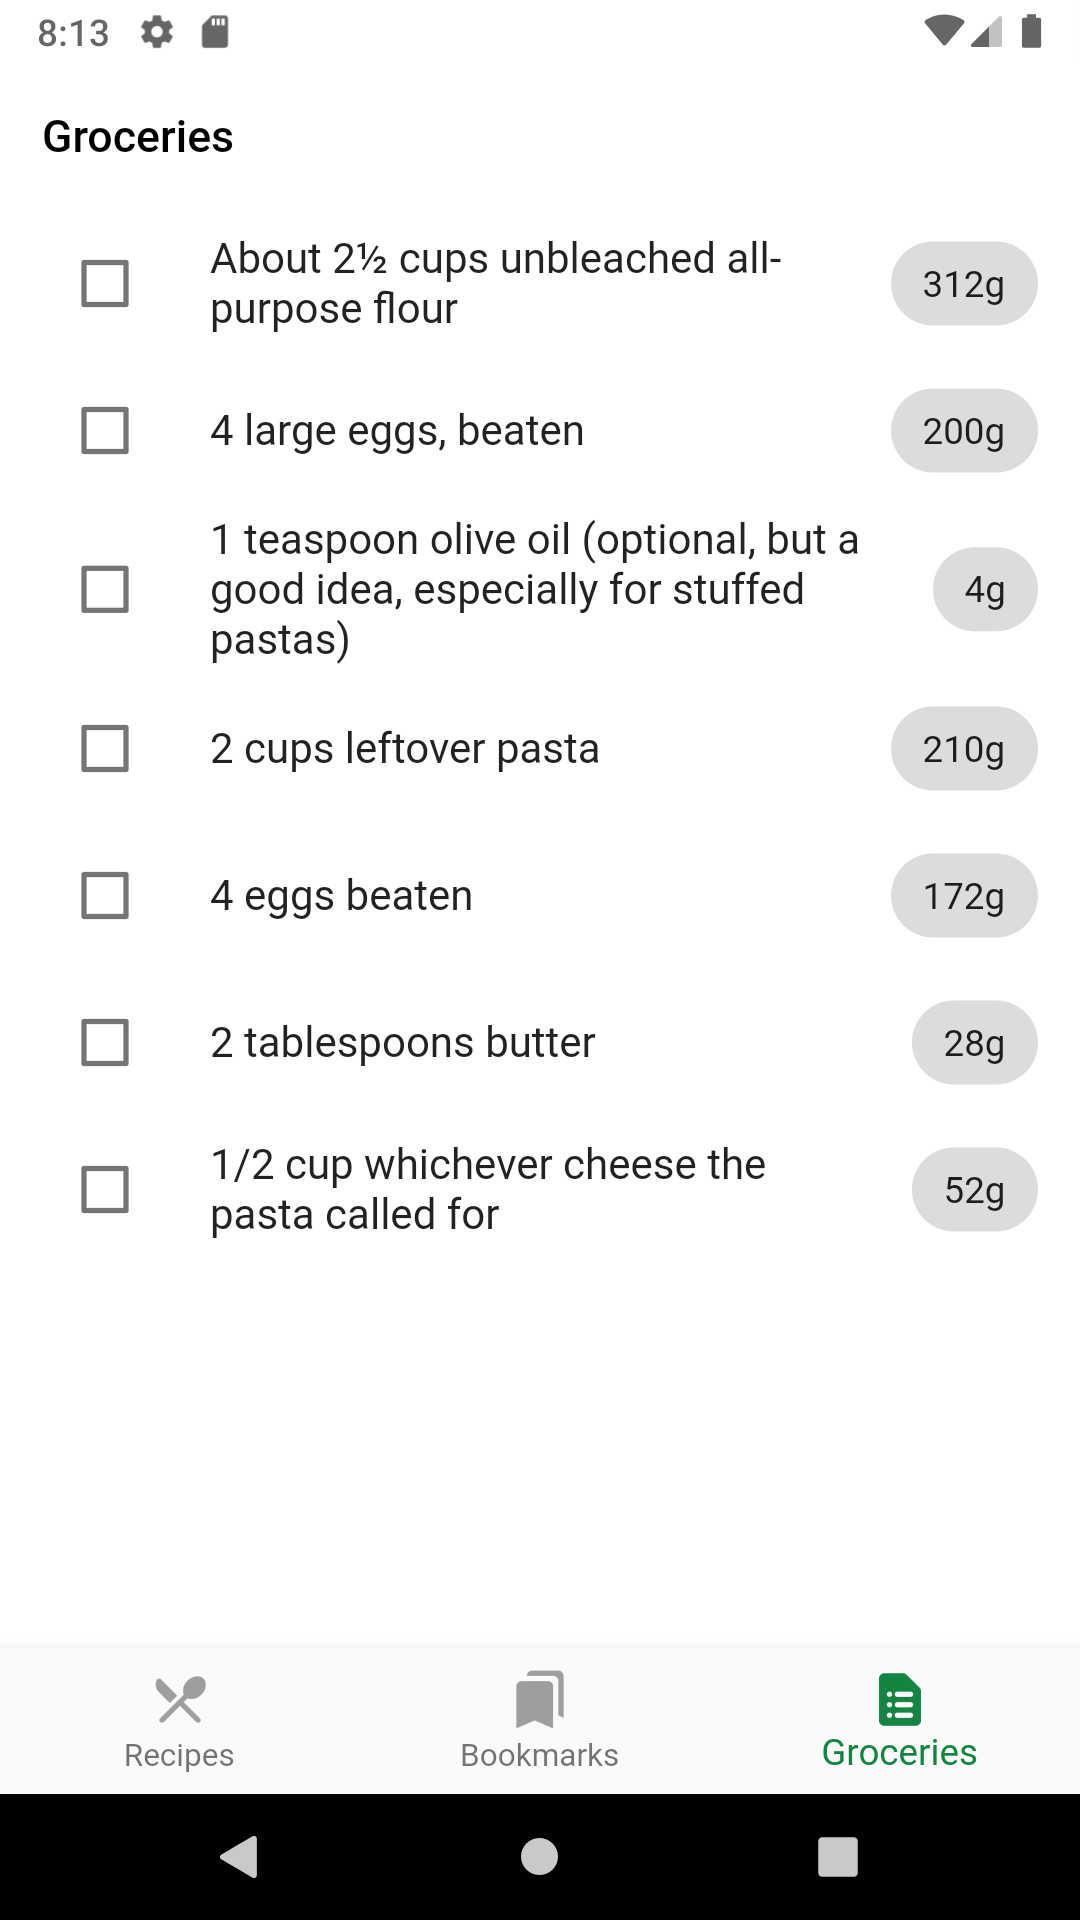 8:13
Groceries
About 2½ cups unbleached all-
purpose flour
312g
4 large eggs, beaten
200g
1 teaspoon olive oil (optional, but a
good idea, especially for stuffed
pastas)
4g
2 cups leftover pasta
210g
4 eggs beaten
172g
2 tablespoons butter
28g
1/2 cup whichever cheese the
pasta called for
52g
Recipes
Bookmarks
Groceries